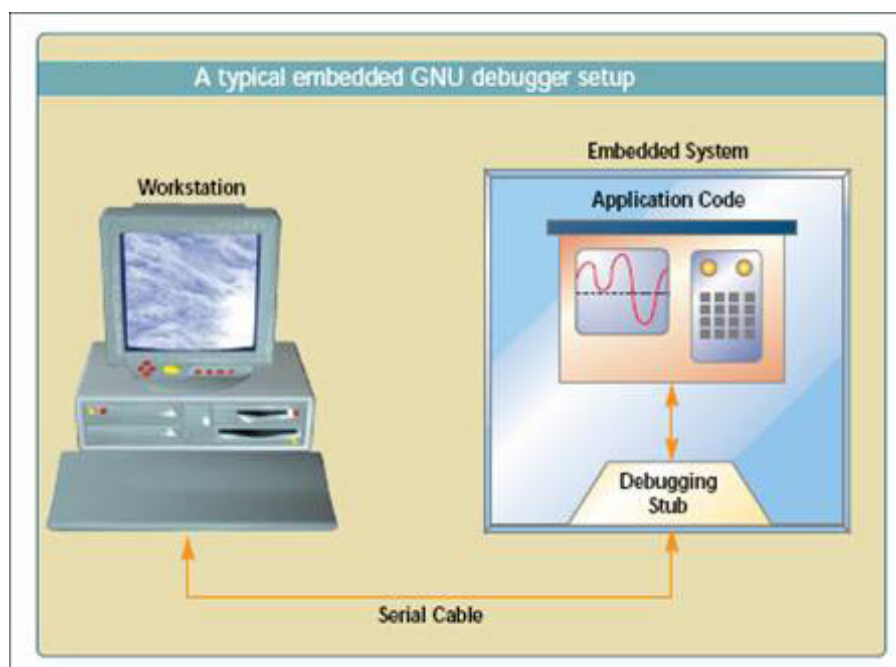 A typical embedded GNU debugger setup
Embedded System
Workstation
Application Code
Debugging
Stub
Serial Cable